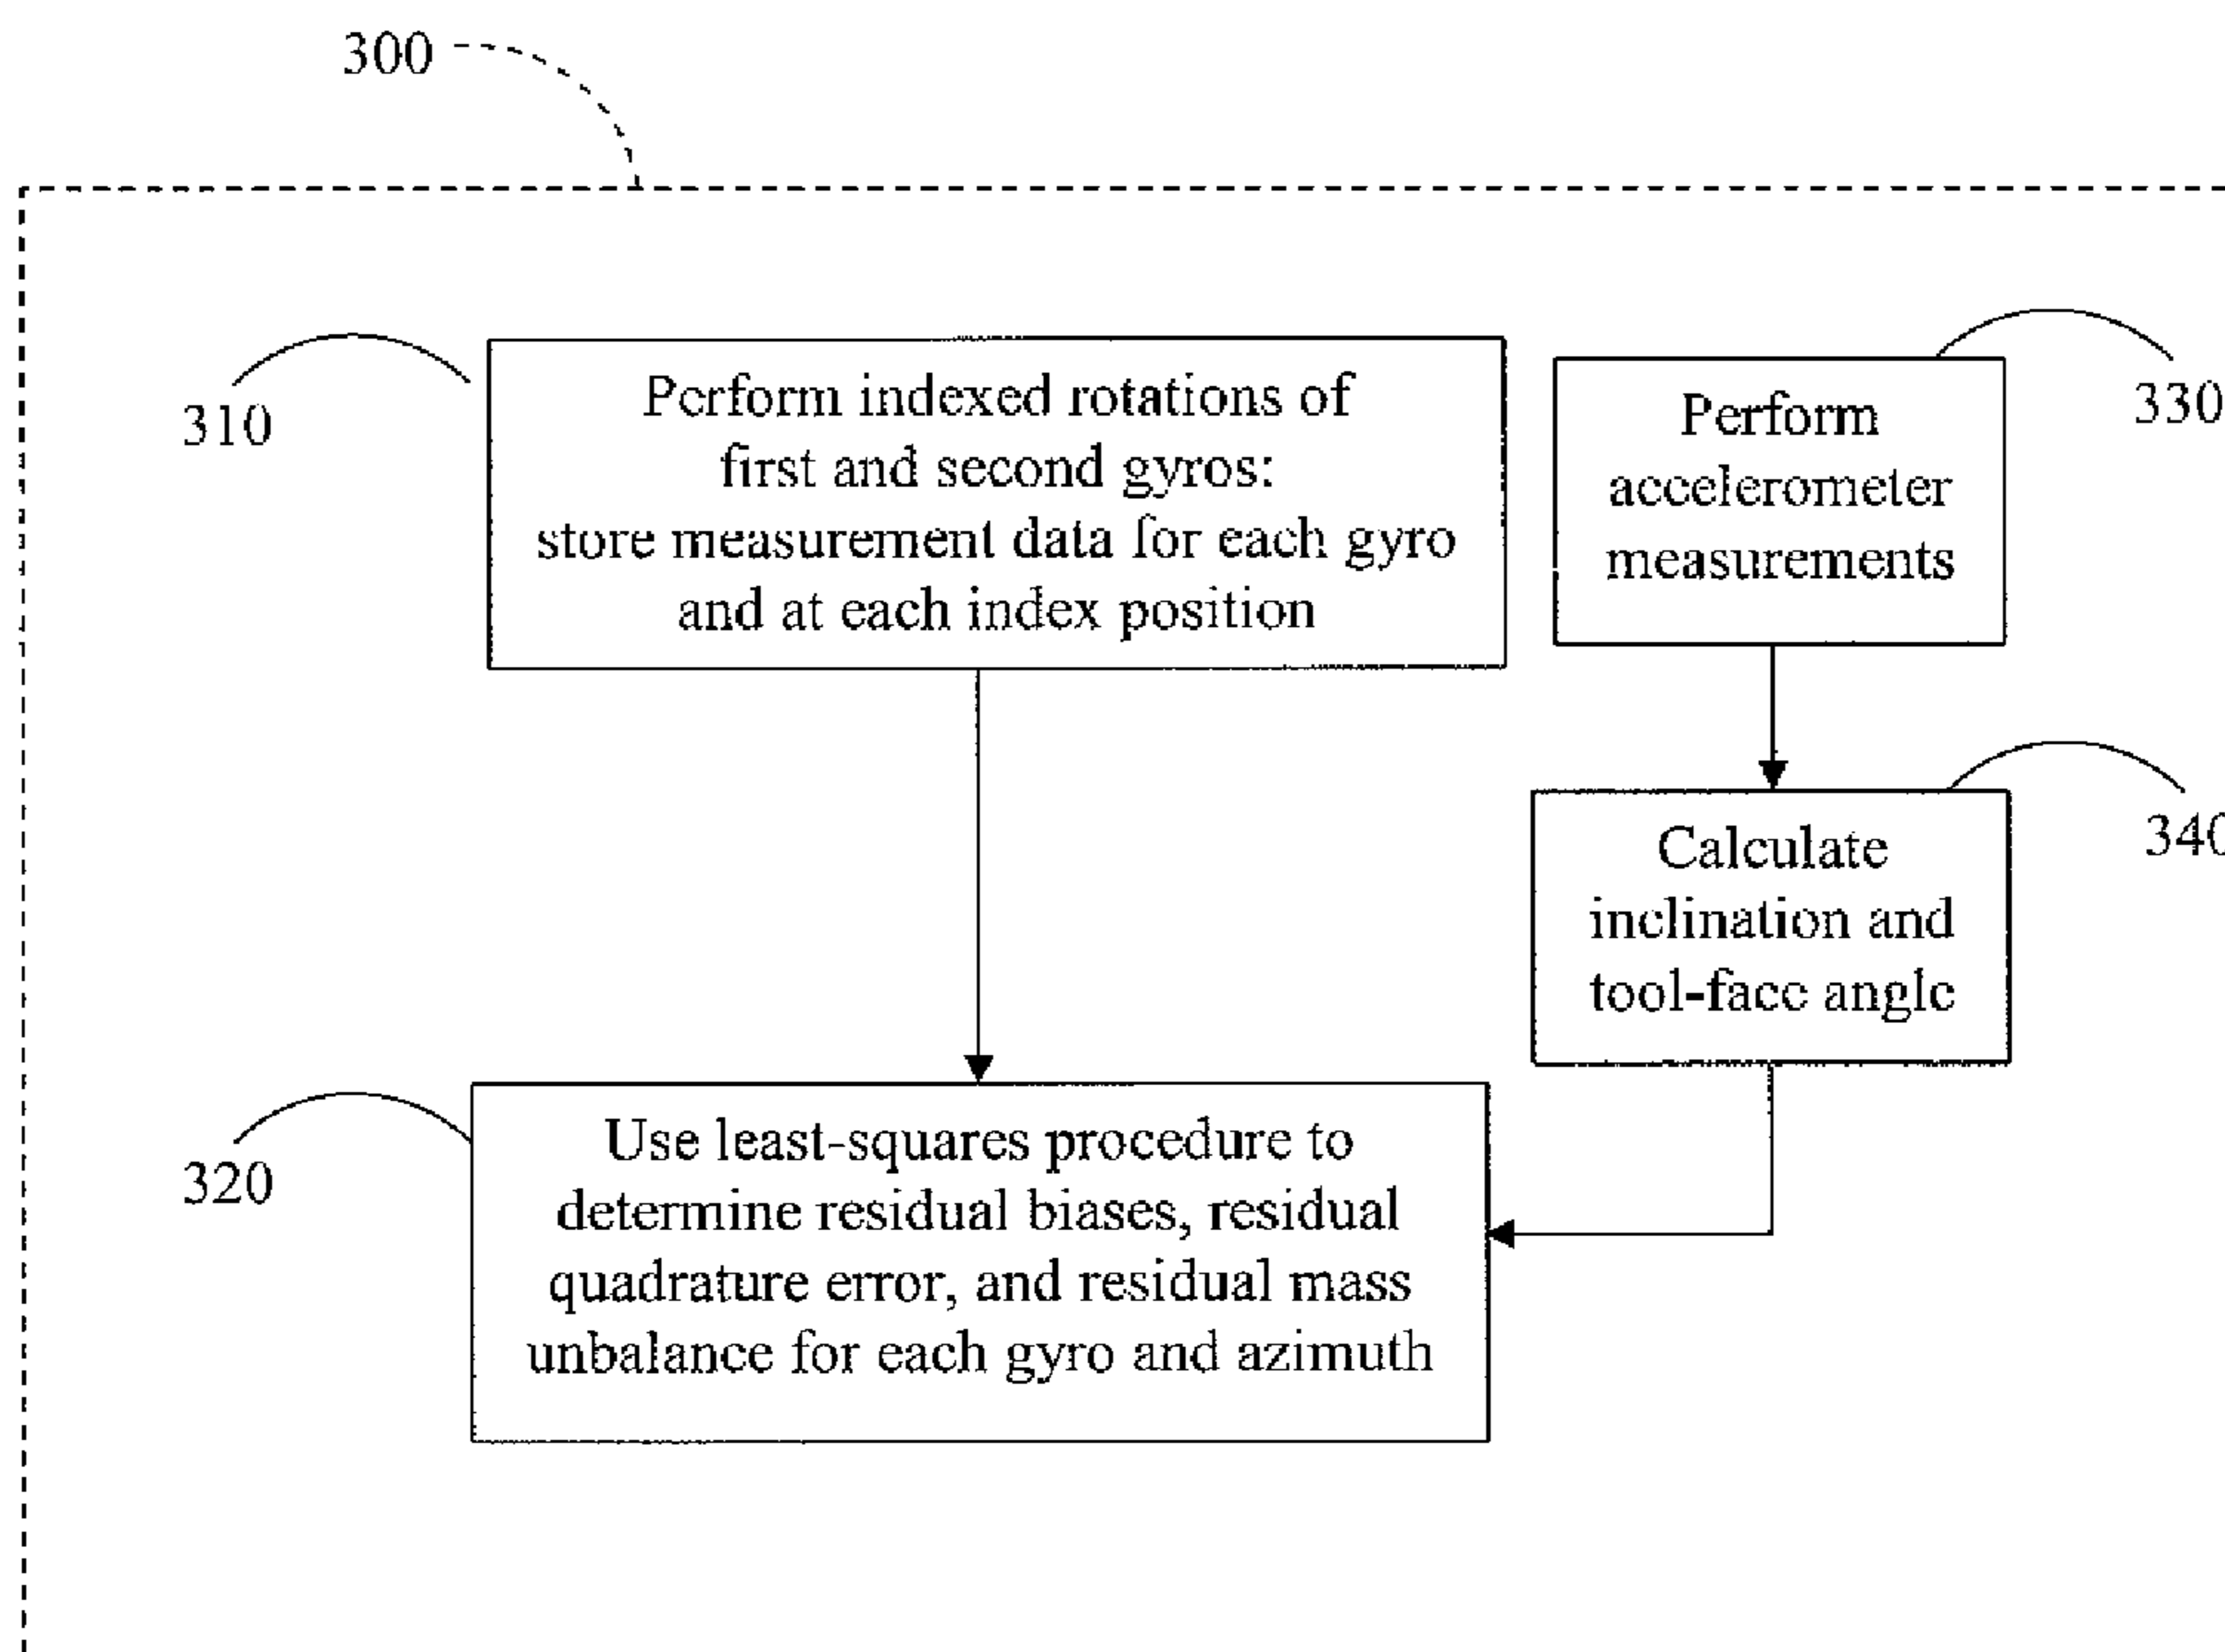 300
310
Perform indexed rotations of
first and second gyros:
store measurement data for each gyro
and at each index position
330
Perform
accelerometer
measurements
340
Calculate
inclination and
tool-face angle
320
Use least-squares procedure to
determine residual biases, residual
quadrature error, and residual mass
unbalance for each gyro and azimuth